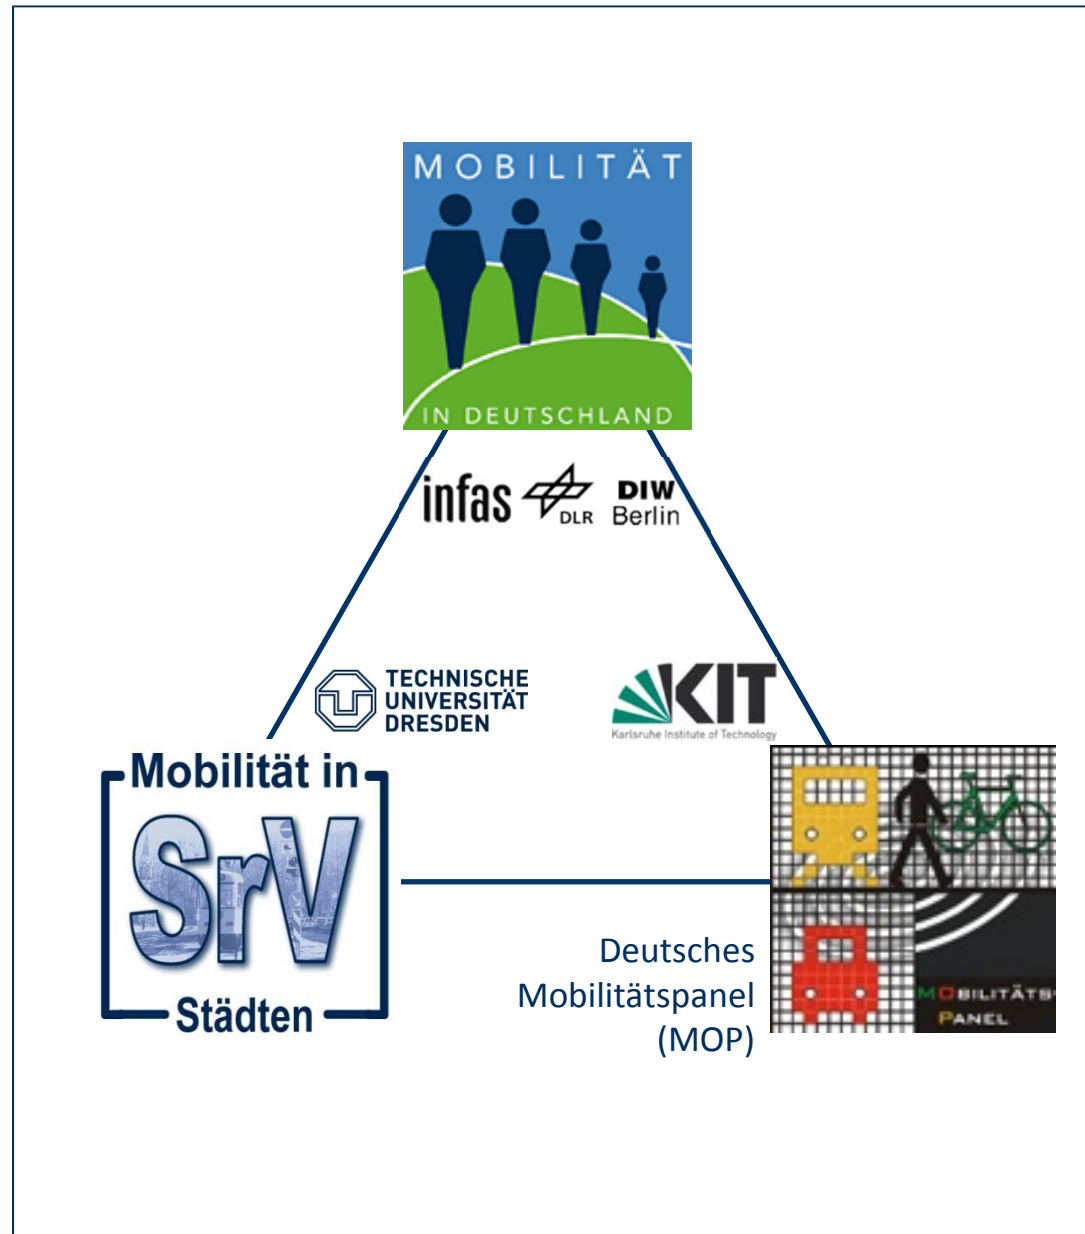 MOBILITÄT
IN DEUTSCHLAND
infas
DLR
DIW
Berlin
TECHNISCHE
UNIVERSITÄT
DRESDEN
KIT
Karlsruhe Institute of Technology
Mobilität in
SrV
Städten
Deutsches
Mobilitätspanel
(MOP)
MOBILITÄTS-
PANEL